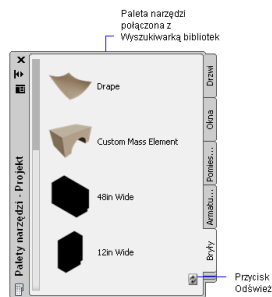 Paleta narzędzi
połączona z
Wyszukiwarką bibliotek
Drape
Custom Mass Element
48in Wide
12in Wide
Drzwi
Okna
Pomies...
Armatu...
Bryły
Palety narzędzi - Projekt
Przycisk
Odśwież